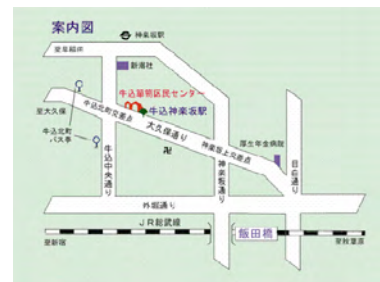 案内図
神楽坂駅
至早稲田
新潮社
牛込箪笥区民センター
牛込神楽坂駅
牛込北町交差点
至大久保
大久保通り
牛込北町
バス亭
神楽坂上交差点
厚生年金病院
牛込中央通り
神楽坂通り
目白通り
外堀通り
JR総武線
飯田橋
至新宿
至秋葉原